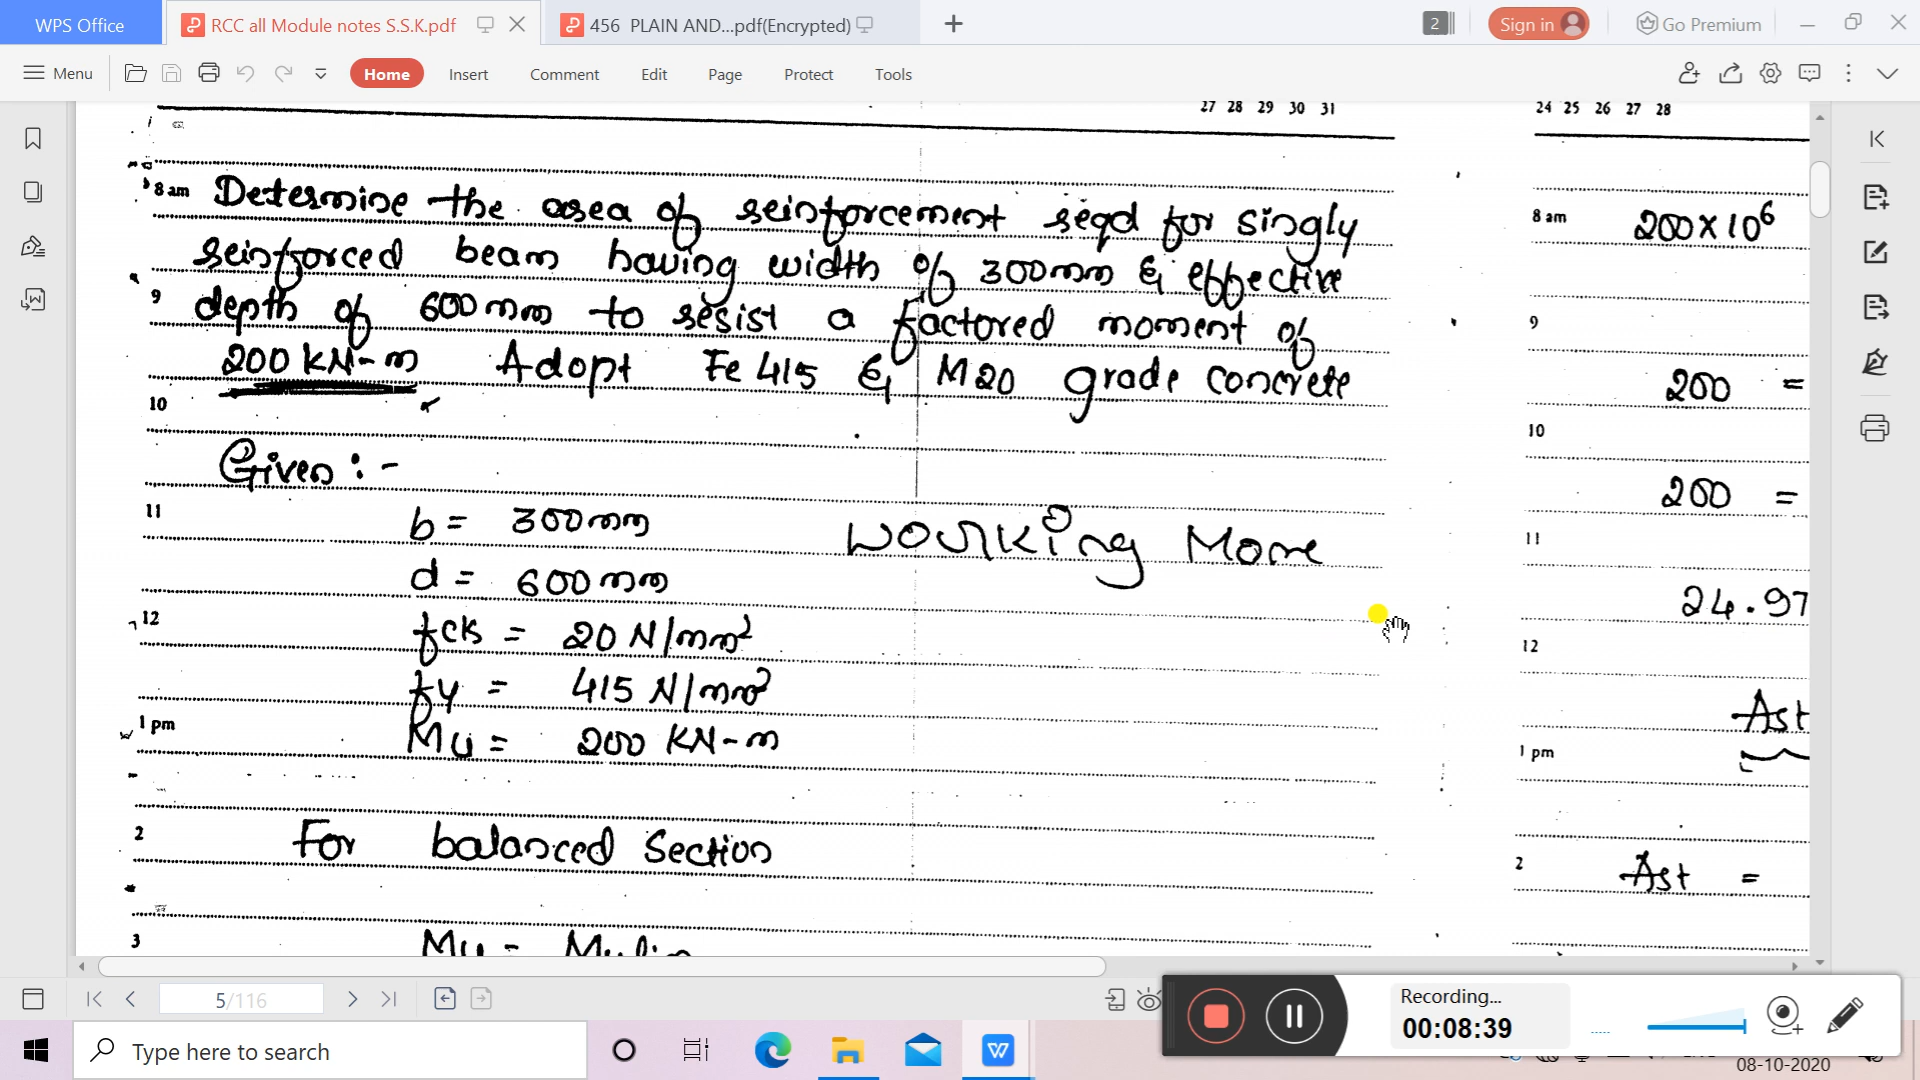 WPS Office
RCC all Module notes S.S.K.pdf
456 PLAIN AND...pdf(Encrypted)
2
Sign in
Go Premium
Menu
Home
Insert
Comment
Edit
Page
Protect
Tools
27 28 29 30 31
24 25 26 27 28
8 am Determine the area of reinforcement reqd for singly
reinforced beam having width of 300mm & effective
9 depth of 600mm to resist a factored moment of
200 KN-m Adopt Fe 415 & M20 grade concrete
10
Given :-
11 b = 300mm
Working Mome
d = 600mm
12 fck = 20 N/mm²
fy = 415 N/mm²
1 pm Mu = 200 KN-m
2 For balanced Section
3 Mu = Mulim
8 am 200x10⁶
9
200 =
10
200 =
11
24.97
12
Ast
1 pm
2 Ast =
5/116
Recording...
00:08:39
Type here to search
08-10-2020